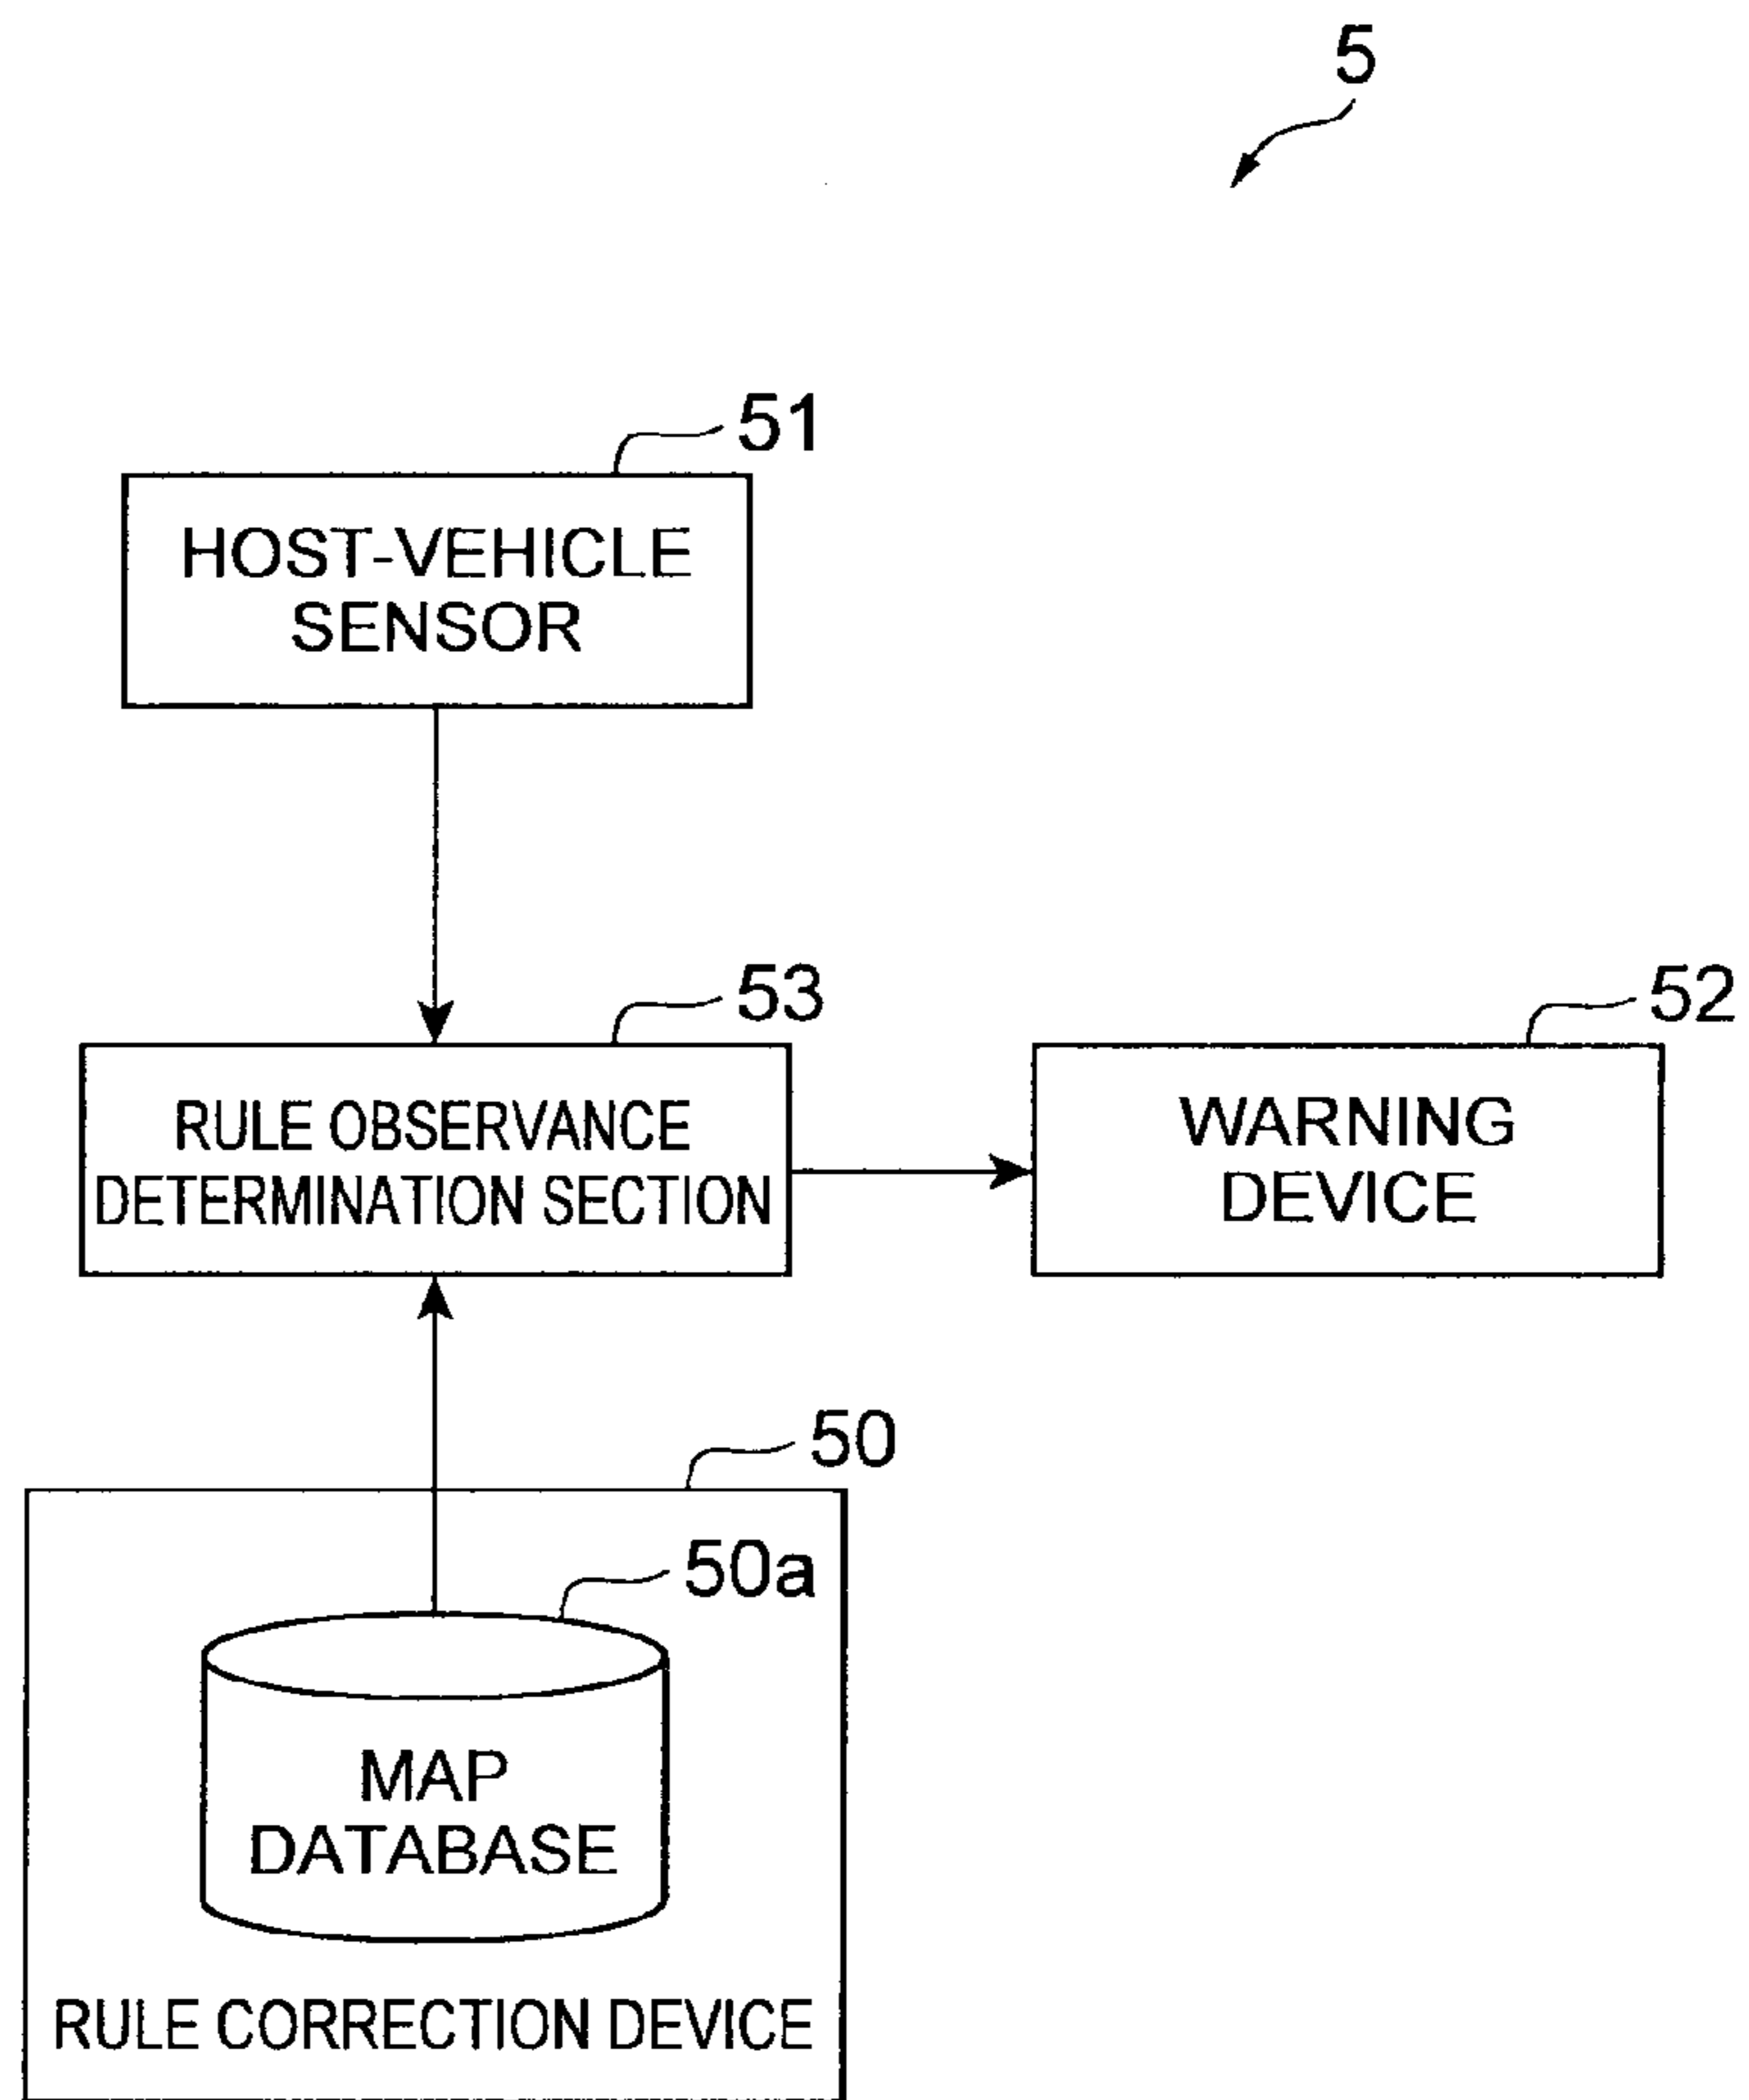 5
51
HOST-VEHICLE
SENSOR
53
RULE OBSERVANCE
DETERMINATION SECTION
52
WARNING
DEVICE
50
50a
MAP
DATABASE
RULE CORRECTION DEVICE